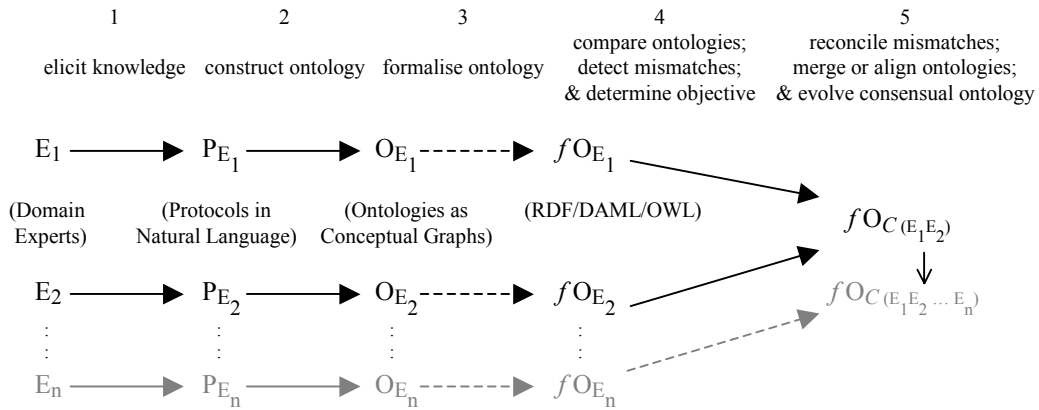 1 2 3 4 5
elicit knowledge construct ontology formalise ontology compare ontologies; detect mismatches; & determine objective reconcile mismatches; merge or align ontologies; & evolve consensual ontology
E1 PE1 OE1 fOE1
(Domain Experts) (Protocols in Natural Language) (Ontologies as Conceptual Graphs) (RDF/DAML/OWL)
fOC (E1E2)
E2 PE2 OE2 fOE2
fOC (E1E2 … En)
En PEn OEn fOEn